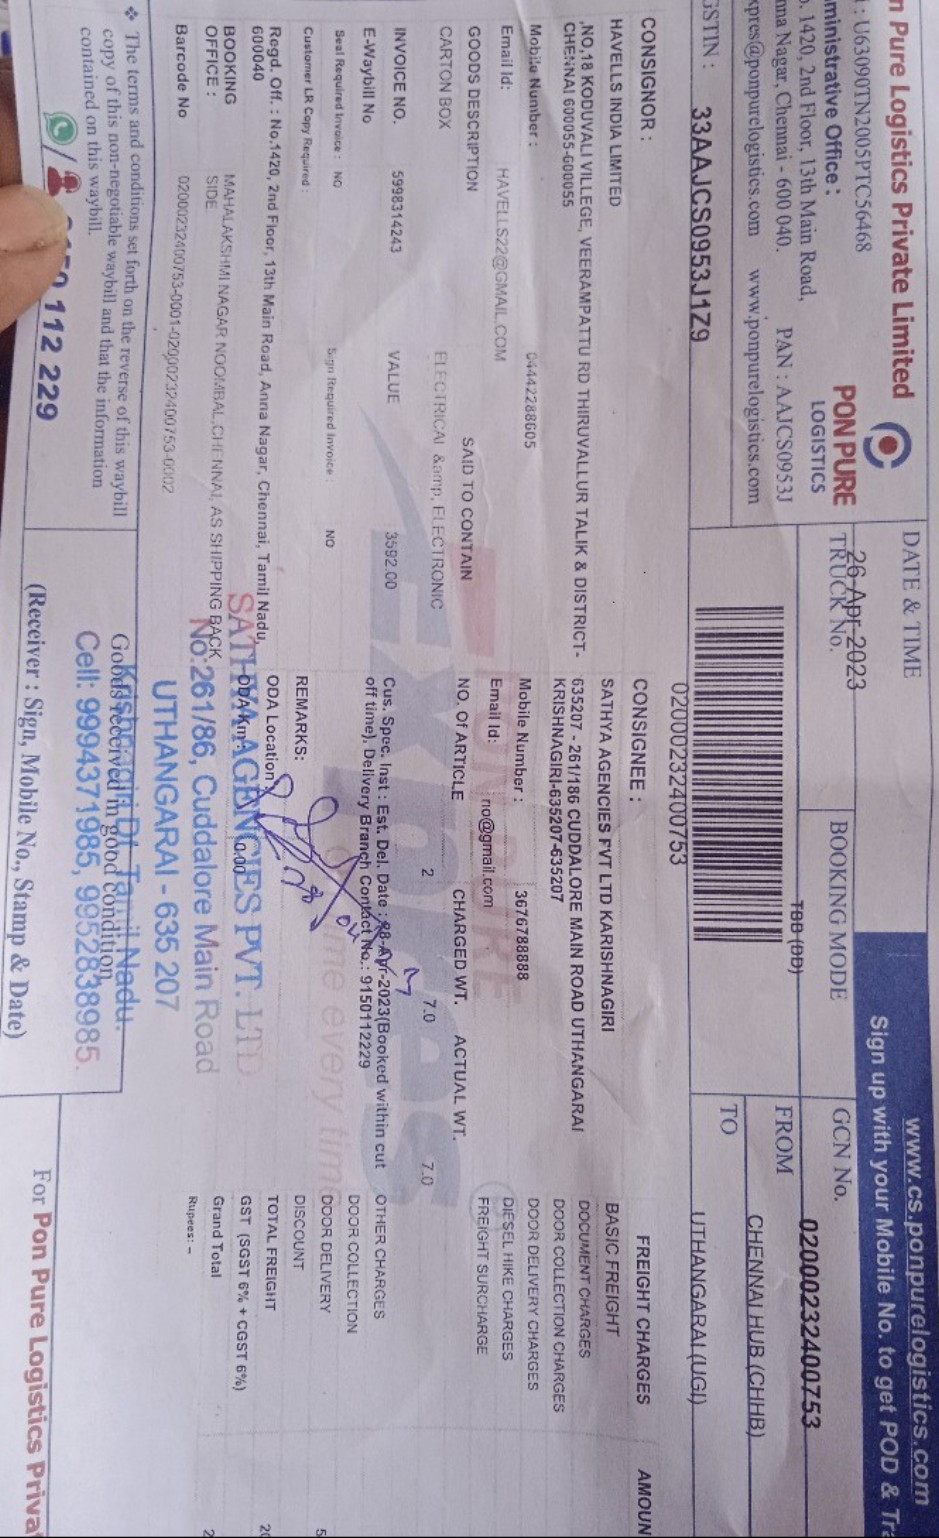 n Pure Logistics Private Limited
: U63090TN2005PTC56468
ministrative Office :
. 1420, 2nd Floor, 13th Main Road,
nna Nagar, Chennai - 600 040. PAN : AAJCS0953J
xpres@ponpurelogistics.com www.ponpurelogistics.com
GSTIN : 33AAJCS0953J1Z9
PON PURE
LOGISTICS
DATE & TIME
26-Apr-2023
TRUCK No.
BOOKING MODE
TBB (DD)
www.cs.ponpurelogistics.com
Sign up with your Mobile No. to get POD & Tra
GCN No. 02000232400753
FROM CHENNAI HUB (CHHB)
TO UTHANGARAI (UGI)
02000232400753
CONSIGNOR :
HAVELLS INDIA LIMITED
,NO,18 KODUVALI VILLEGE, VEERAMPATTU RD THIRUVALLUR TALIK & DISTRICT-
CHENNAI 600055-600055
Mobile Number : 04442288605
Email Id: HAVELLS22@GMAIL.COM
CONSIGNEE :
SATHYA AGENCIES PVT LTD KARISHNAGIRI
635207 - 261/186 CUDDALORE MAIN ROAD UTHANGARAI
KRISHNAGIRI-635207-635207
Mobile Number : 3676788888
Email Id: no@gmail.com
GOODS DESCRIPTION SAID TO CONTAIN NO. Of ARTICLE CHARGED WT. ACTUAL WT.
CARTON BOX ELECTRICAL &amp; ELECTRONIC 2 7.0 7.0
INVOICE NO. 5998314243 VALUE 3592.00
E-Waybill No
Seal Required Invoice : NO Sign Required Invoice : NO
Customer LR Copy Required :
Cus. Spec. Inst : Est. Del. Date : 28-Apr-2023(Booked within cut
off time), Delivery Branch Contact No.: 9150112229
REMARKS:
ODA Location :
ODA Km : 0.00
Regd. Off. : No,1420, 2nd Floor, 13th Main Road, Anna Nagar, Chennai, Tamil Nadu,
600040
BOOKING MAHALAKSHMI NAGAR NOOMBAL,CHENNAI, AS SHIPPING BACK
OFFICE : SIDE
Barcode No 02000232400753-0001-02000232400753-0002
FREIGHT CHARGES AMOUN
BASIC FREIGHT
DOCUMENT CHARGES
DOOR COLLECTION CHARGES
DOOR DELIVERY CHARGES
DIESEL HIKE CHARGES
FREIGHT SURCHARGE
OTHER CHARGES
DOOR COLLECTION
DOOR DELIVERY
DISCOUNT 5
TOTAL FREIGHT 20
GST (SGST 6% + CGST 6%)
Grand Total 2
Rupees: –
PON PURE
Expres
time every time
SATHYA AGENCIES PVT. LTD.
No:261/86, Cuddalore Main Road
UTHANGARAI - 635 207
Krishnagiri Dt, Tamil Nadu.
Cell: 9994371985, 9952838985.
The terms and conditions set forth on the reverse of this waybill
copy of this non-negotiable waybill and that the information
contained on this waybill.
112 229
Goods received in good condition
(Receiver : Sign, Mobile No., Stamp & Date)
For Pon Pure Logistics Priva